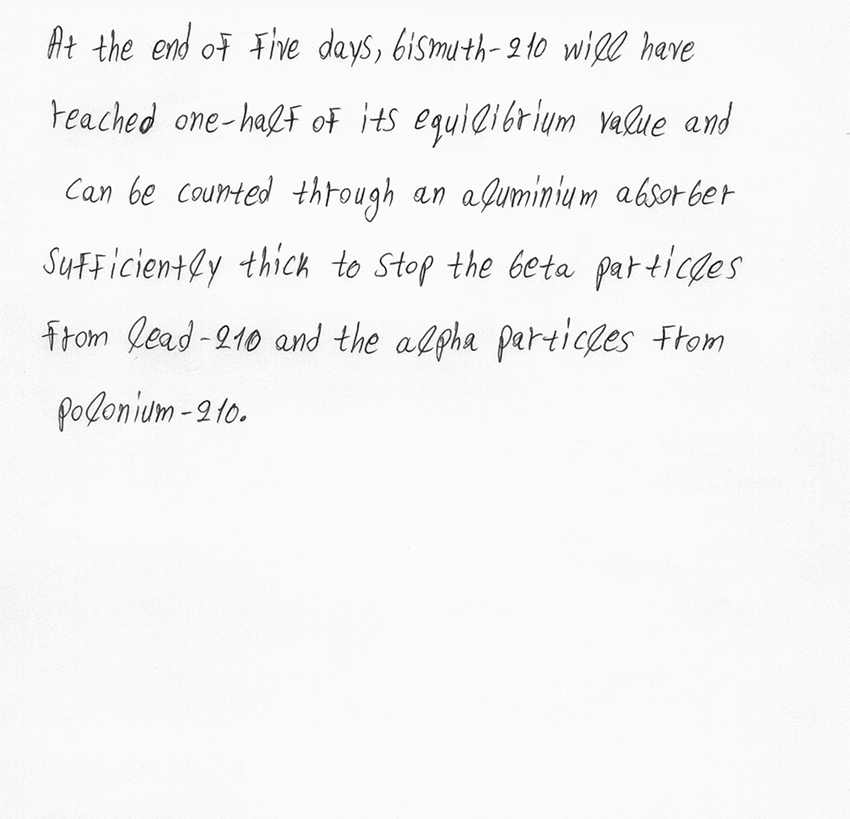 At the end of five days, bismuth-210 will have
reached one-half of its equilibrium value and
can be counted through an aluminium absorber
sufficiently thick to stop the beta particles
from lead-210 and the alpha particles from
polonium-210.